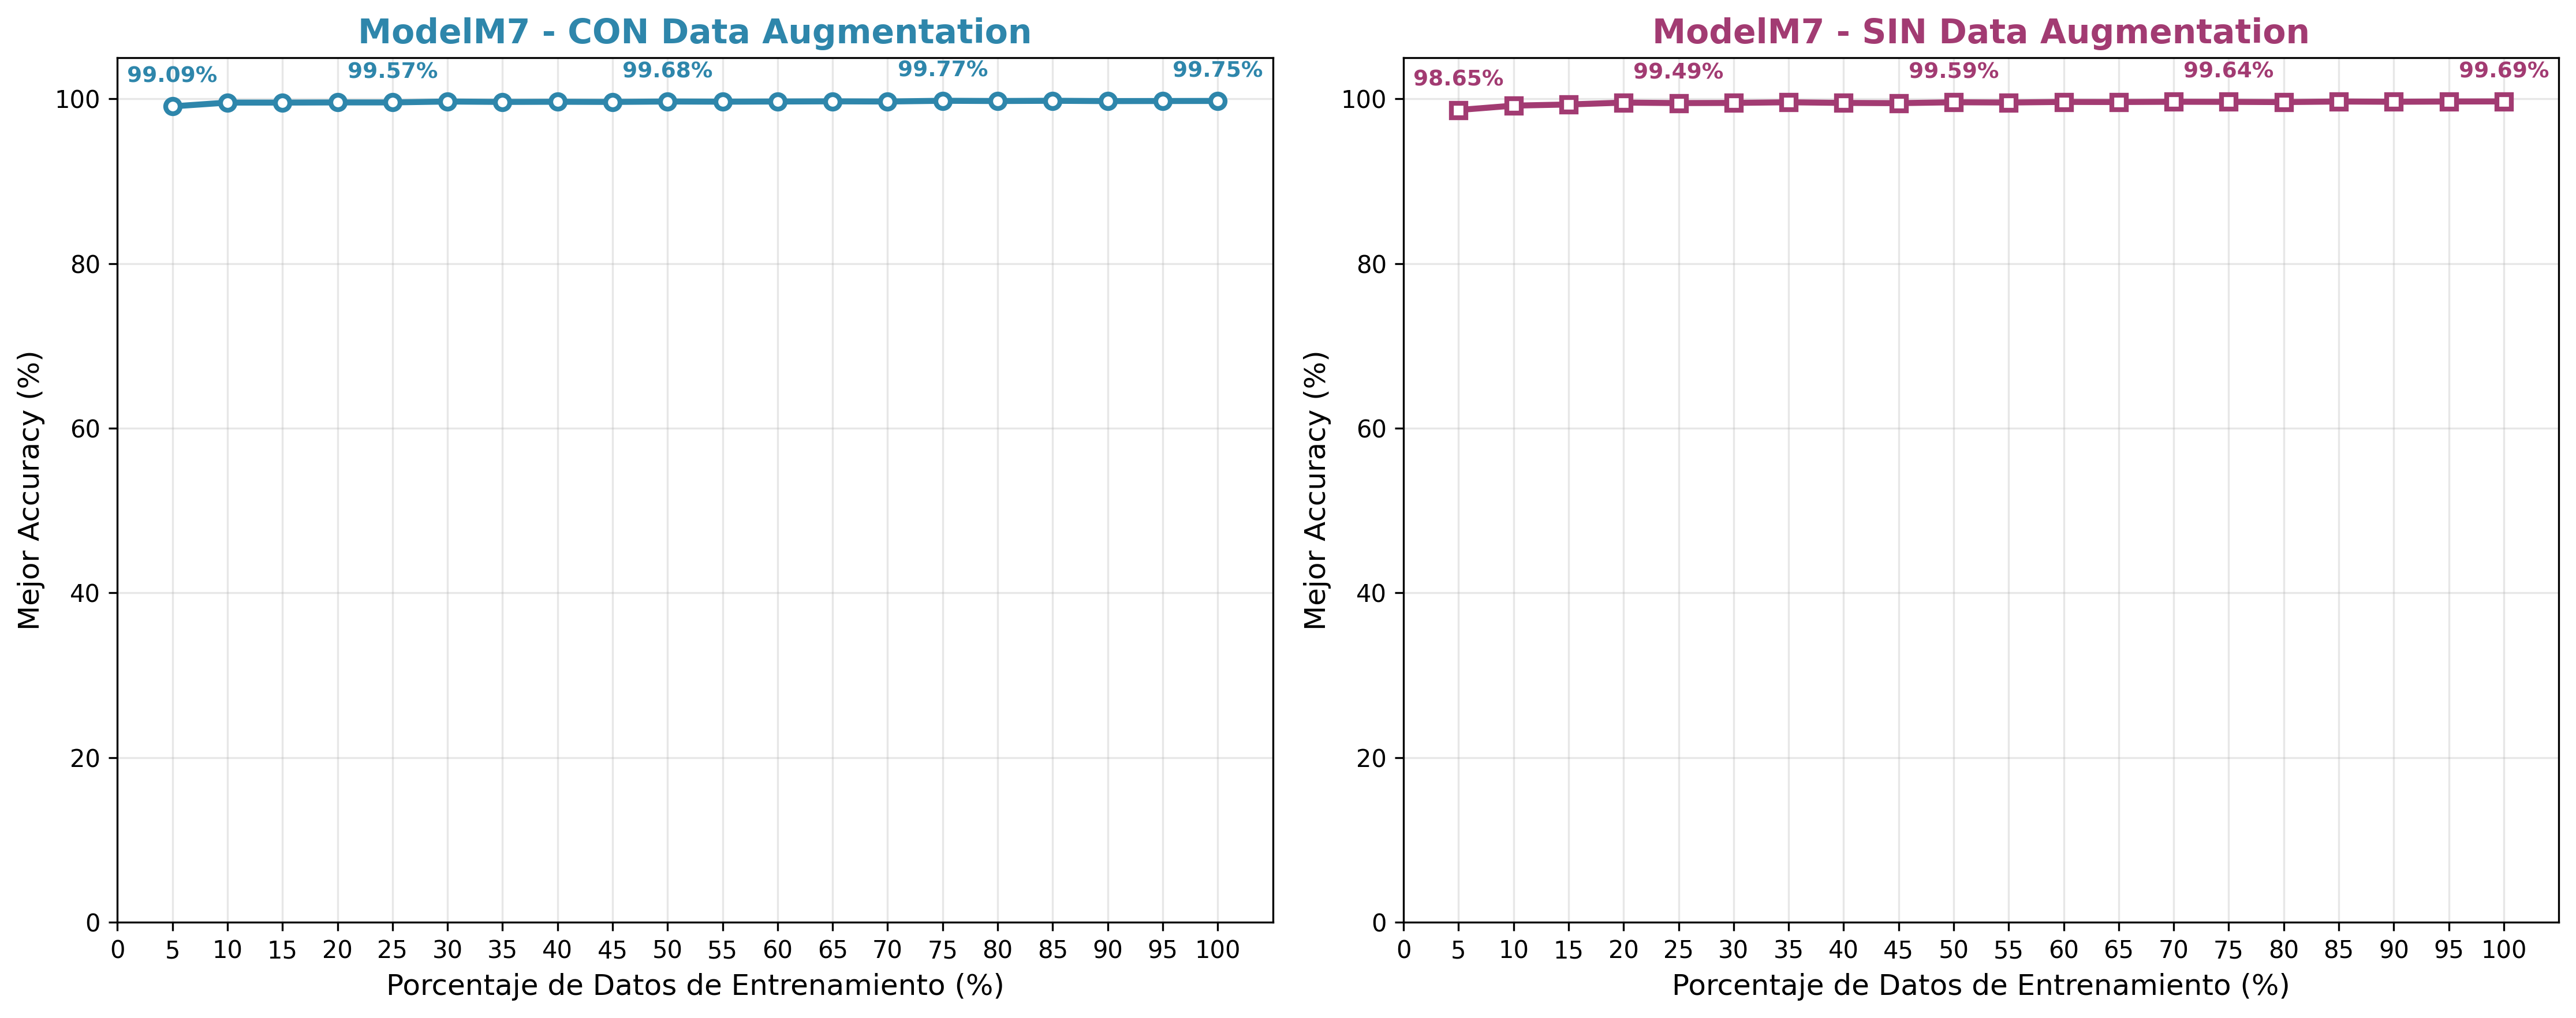 ModelM7 - CON Data Augmentation
99.09% 99.57% 99.68% 99.77% 99.75%
100
80
60
40
20
0
Mejor Accuracy (%)
0 5 10 15 20 25 30 35 40 45 50 55 60 65 70 75 80 85 90 95 100
Porcentaje de Datos de Entrenamiento (%)
ModelM7 - SIN Data Augmentation
98.65% 99.49% 99.59% 99.64% 99.69%
100
80
60
40
20
0
Mejor Accuracy (%)
0 5 10 15 20 25 30 35 40 45 50 55 60 65 70 75 80 85 90 95 100
Porcentaje de Datos de Entrenamiento (%)